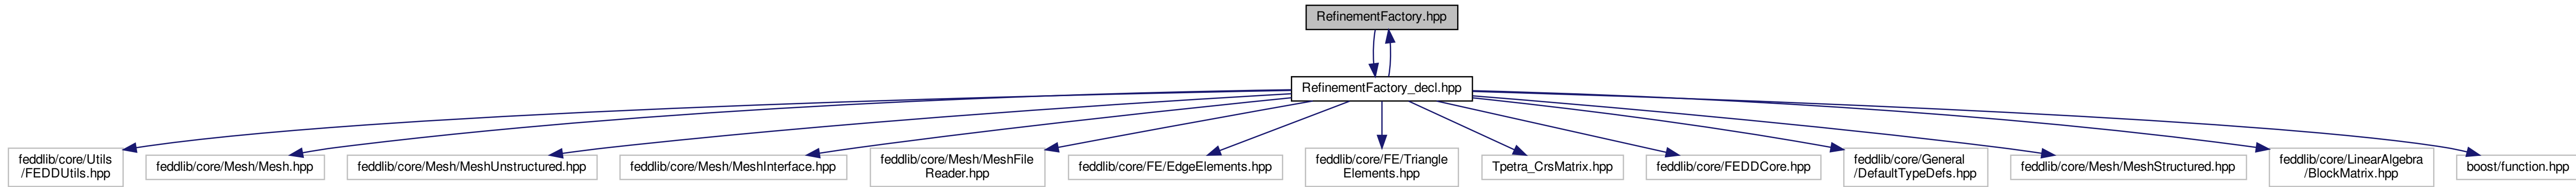 RefinementFactory.hpp
RefinementFactory_decl.hpp
feddlib/core/Utils
/FEDDUtils.hpp
feddlib/core/Mesh/Mesh.hpp
feddlib/core/Mesh/MeshUnstructured.hpp
feddlib/core/Mesh/MeshInterface.hpp
feddlib/core/Mesh/MeshFile
Reader.hpp
feddlib/core/FE/EdgeElements.hpp
feddlib/core/FE/Triangle
Elements.hpp
Tpetra_CrsMatrix.hpp
feddlib/core/FEDDCore.hpp
feddlib/core/General
/DefaultTypeDefs.hpp
feddlib/core/Mesh/MeshStructured.hpp
feddlib/core/LinearAlgebra
/BlockMatrix.hpp
boost/function.hpp